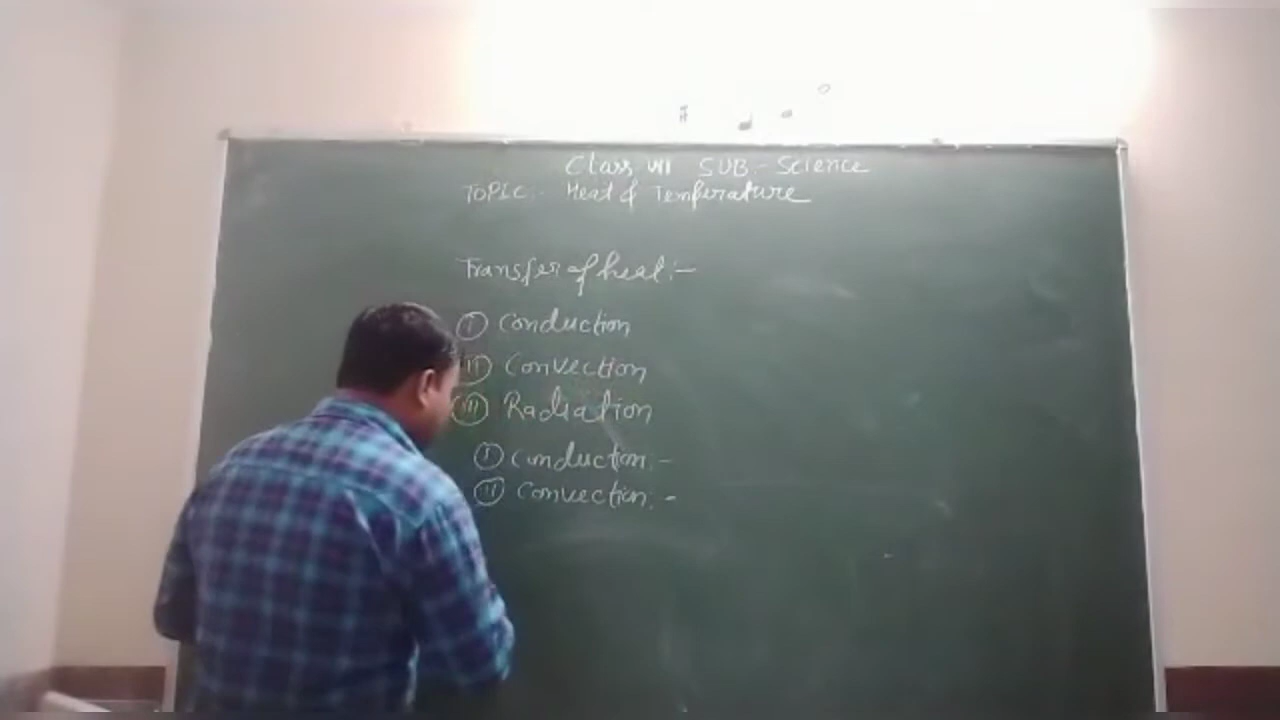 Class VII SUB:- Science
TOPIC:- Heat & Temperature
Transfer of heat:-
(i) Conduction
(ii) Convection
(iii) Radiation
(i) Conduction:-
(ii) Convection:-